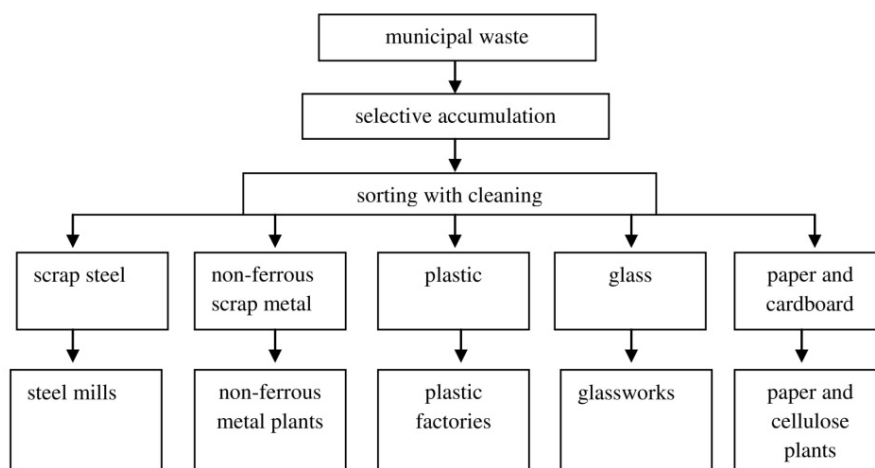 municipal waste
selective accumulation
sorting with cleaning
scrap steel
non-ferrous
scrap metal
plastic
glass
paper and
cardboard
steel mills
non-ferrous
metal plants
plastic
factories
glassworks
paper and
cellulose
plants